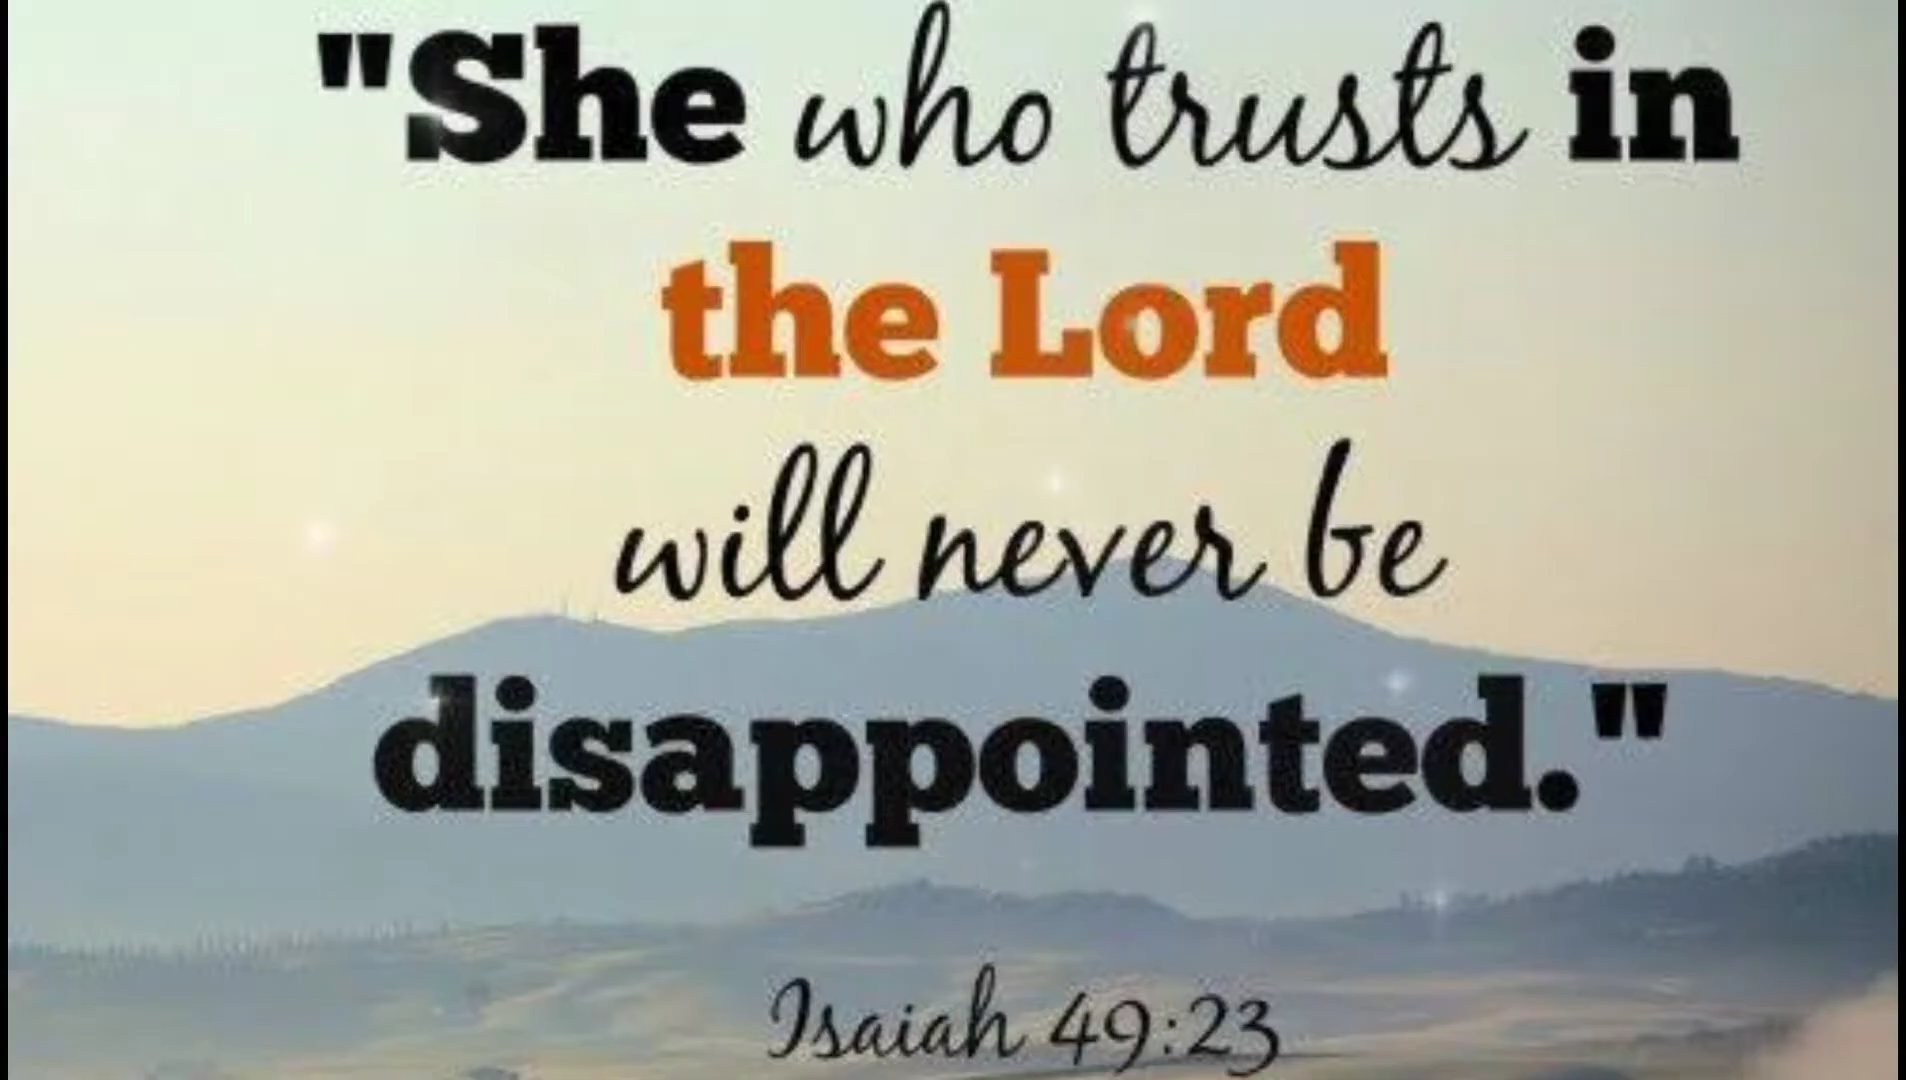 "She who trusts in
the Lord
will never be
disappointed."
Isaiah 49:23